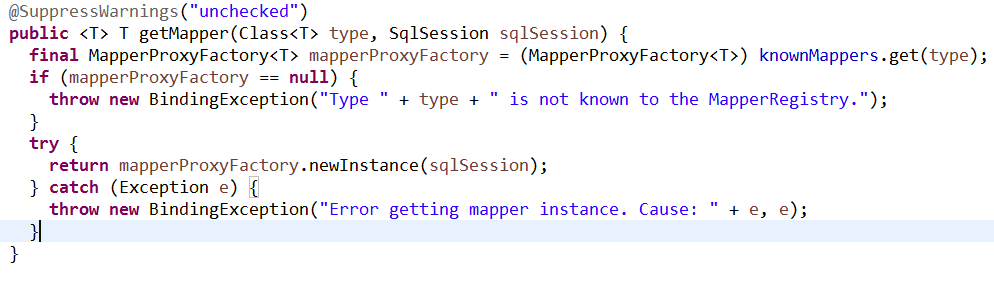 @SuppressWarnings("unchecked")
public <T> T getMapper(Class<T> type, SqlSession sqlSession) {
  final MapperProxyFactory<T> mapperProxyFactory = (MapperProxyFactory<T>) knownMappers.get(type);
  if (mapperProxyFactory == null) {
    throw new BindingException("Type " + type + " is not known to the MapperRegistry.");
  }
  try {
    return mapperProxyFactory.newInstance(sqlSession);
  } catch (Exception e) {
    throw new BindingException("Error getting mapper instance. Cause: " + e, e);
  }
}